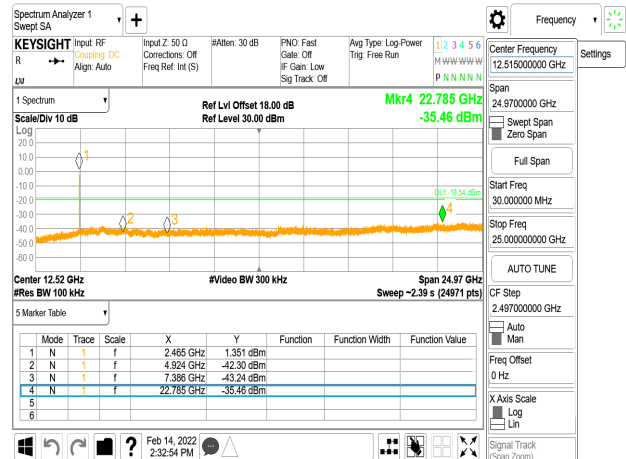 Spectrum Analyzer 1
Swept SA
Frequency
KEYSIGHT Input: RF Input Z: 50 Ω #Atten: 30 dB PNO: Fast Avg Type: Log-Power 1 2 3 4 5 6
R Coupling: DC Corrections: Off Gate: Off Trig: Free Run M W W W W W
Align: Auto Freq Ref: Int (S) IF Gain: Low
Sig Track: Off P N N N N N
LXI
Center Frequency
12.515000000 GHz
Settings
1 Spectrum
Ref Lvl Offset 18.00 dB
Mkr4 22.785 GHz
Scale/Div 10 dB
Ref Level 30.00 dBm
-35.46 dBm
Log
20.0
10.0
0.00
-10.0
-20.0
-30.0
-40.0
-50.0
-60.0
1
2
3
4
DL1 -18.54 dBm
Center 12.52 GHz #Video BW 300 kHz Span 24.97 GHz
#Res BW 100 kHz Sweep ~2.39 s (24971 pts)
Span
24.9700000 GHz
Swept Span
Zero Span
Full Span
Start Freq
30.000000 MHz
Stop Freq
25.000000000 GHz
AUTO TUNE
CF Step
2.497000000 GHz
Auto
Man
Freq Offset
0 Hz
X Axis Scale
Log
Lin
Signal Track
(Span Zoom)
5 Marker Table
Mode Trace Scale X Y Function Function Width Function Value
1 N 1 f 2.465 GHz 1.351 dBm
2 N 1 f 4.924 GHz -42.30 dBm
3 N 1 f 7.386 GHz -43.24 dBm
4 N 1 f 22.785 GHz -35.46 dBm
5
6
?
Feb 14, 2022
2:32:54 PM